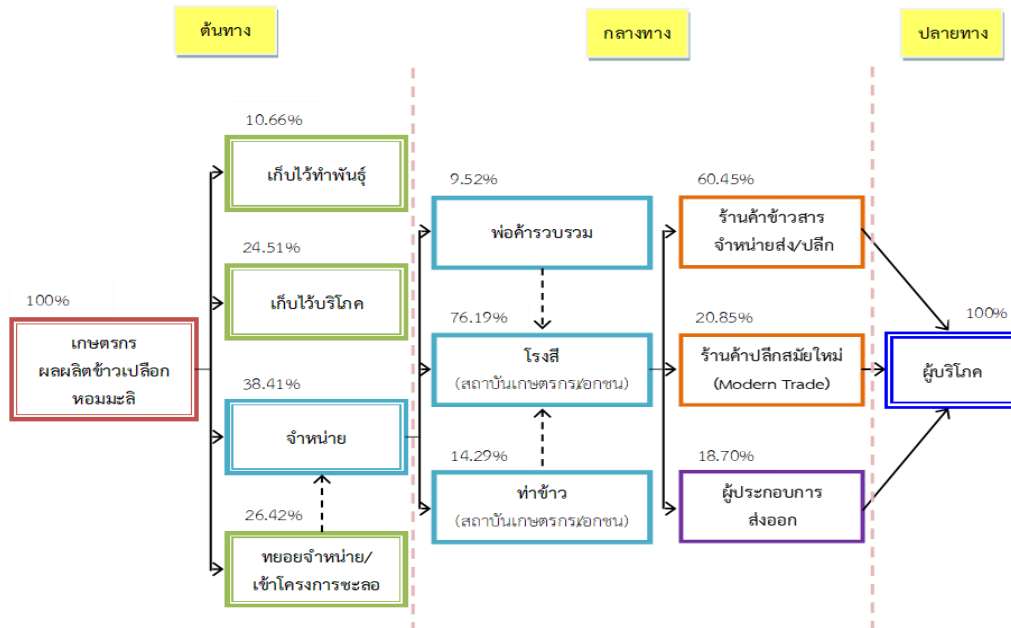 ต้นทาง
กลางทาง
ปลายทาง
100%
เกษตรกร
ผลผลิตข้าวเปลือก
หอมมะลิ
10.66%
เก็บไว้ทำพันธุ์
24.51%
เก็บไว้บริโภค
38.41%
จำหน่าย
26.42%
ทยอยจำหน่าย/
เข้าโครงการชะลอ
9.52%
พ่อค้ารวบรวม
76.19%
โรงสี
(สถาบันเกษตรกร/เอกชน)
14.29%
ท่าข้าว
(สถาบันเกษตรกร/เอกชน)
60.45%
ร้านค้าข้าวสาร
จำหน่ายส่ง/ปลีก
20.85%
ร้านค้าปลีกสมัยใหม่
(Modern Trade)
18.70%
ผู้ประกอบการ
ส่งออก
100%
ผู้บริโภค